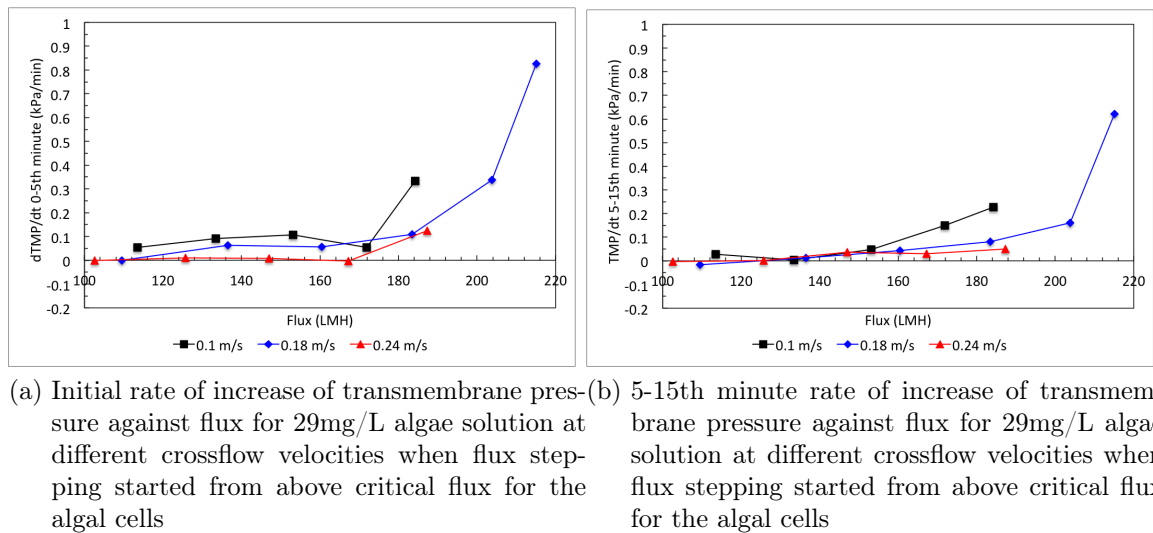 1
0.9
0.8
0.7
0.6
0.5
0.4
0.3
0.2
0.1
0
-0.1
-0.2
dTMP/dt 0-5th minute (kPa/min)
100 120 140 160 180 200 220
Flux (LMH)
0.1 m/s 0.18 m/s 0.24 m/s
1
0.9
0.8
0.7
0.6
0.5
0.4
0.3
0.2
0.1
0
-0.1
-0.2
TMP/dt 5-15th minute (kPa/min)
100 120 140 160 180 200 220
Flux (LMH)
0.1 m/s 0.18 m/s 0.24 m/s
(a) Initial rate of increase of transmembrane pres-
sure against flux for 29mg/L algae solution at
different crossflow velocities when flux step-
ping started from above critical flux for the
algal cells
(b) 5-15th minute rate of increase of transmem
brane pressure against flux for 29mg/L algae
solution at different crossflow velocities when
flux stepping started from above critical flux
for the algal cells